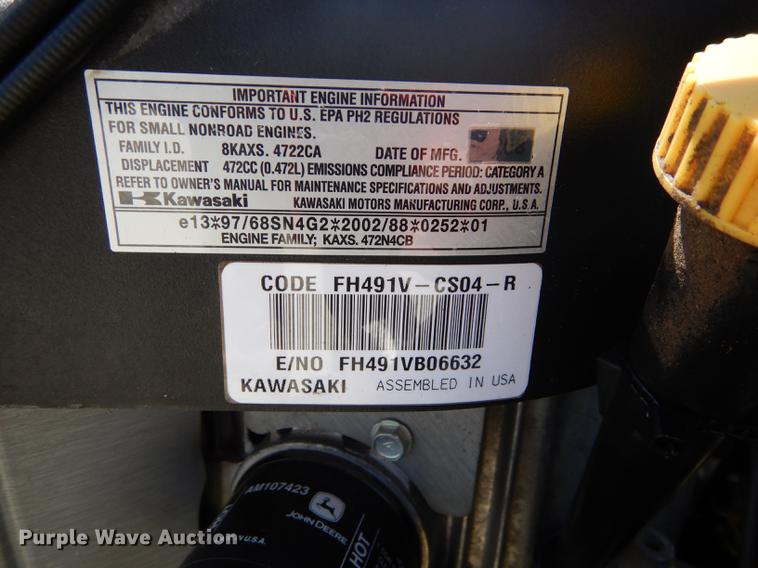 IMPORTANT ENGINE INFORMATION
THIS ENGINE CONFORMS TO U.S. EPA PH2 REGULATIONS
FOR SMALL NONROAD ENGINES.
FAMILY I.D. 8KAXS. 4722CA DATE OF MFG.
DISPLACEMENT 472CC (0.472L) EMISSIONS COMPLIANCE PERIOD: CATEGORY A
REFER TO OWNER'S MANUAL FOR MAINTENANCE SPECIFICATIONS AND ADJUSTMENTS.
Kawasaki KAWASAKI MOTORS MANUFACTURING CORP., U.S.A.
e13*97/68SN4G2*2002/88*0252*01
ENGINE FAMILY; KAXS. 472N4CB
CODE FH491V-CS04-R
E/NO FH491VB06632
KAWASAKI ASSEMBLED IN USA
AM107423
JOHN DEERE
HOT
U.S.A.
Purple Wave Auction